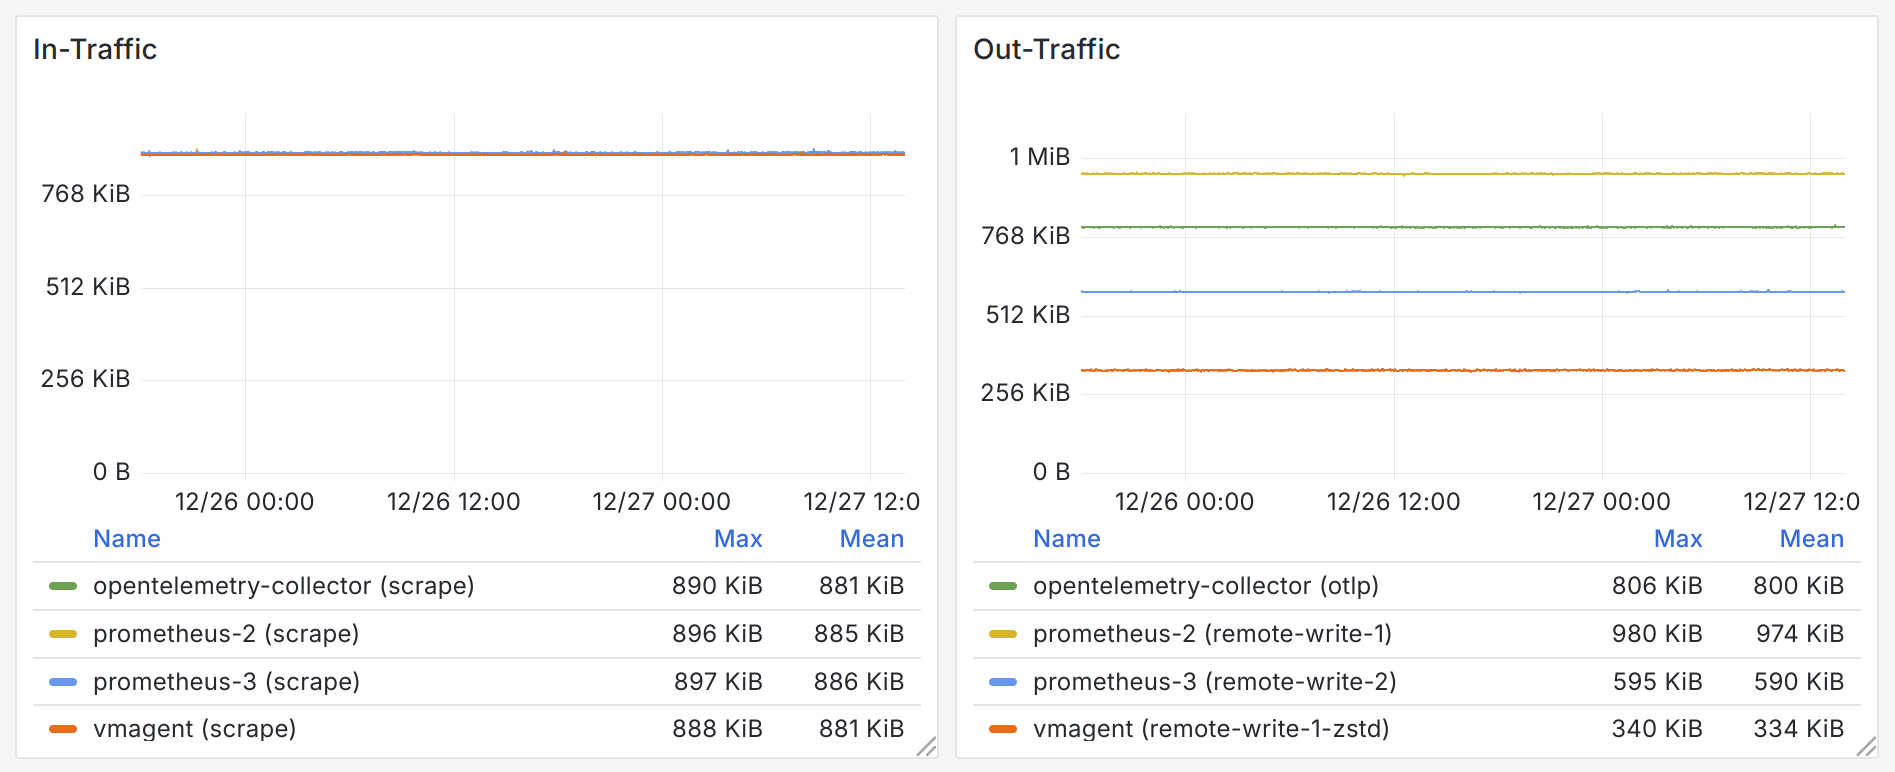 In-Traffic
768 KiB
512 KiB
256 KiB
0 B
12/26 00:00 12/26 12:00 12/27 00:00 12/27 12:0
Name Max Mean
opentelemetry-collector (scrape) 890 KiB 881 KiB
prometheus-2 (scrape) 896 KiB 885 KiB
prometheus-3 (scrape) 897 KiB 886 KiB
vmagent (scrape) 888 KiB 881 KiB
Out-Traffic
1 MiB
768 KiB
512 KiB
256 KiB
0 B
12/26 00:00 12/26 12:00 12/27 00:00 12/27 12:0
Name Max Mean
opentelemetry-collector (otlp) 806 KiB 800 KiB
prometheus-2 (remote-write-1) 980 KiB 974 KiB
prometheus-3 (remote-write-2) 595 KiB 590 KiB
vmagent (remote-write-1-zstd) 340 KiB 334 KiB